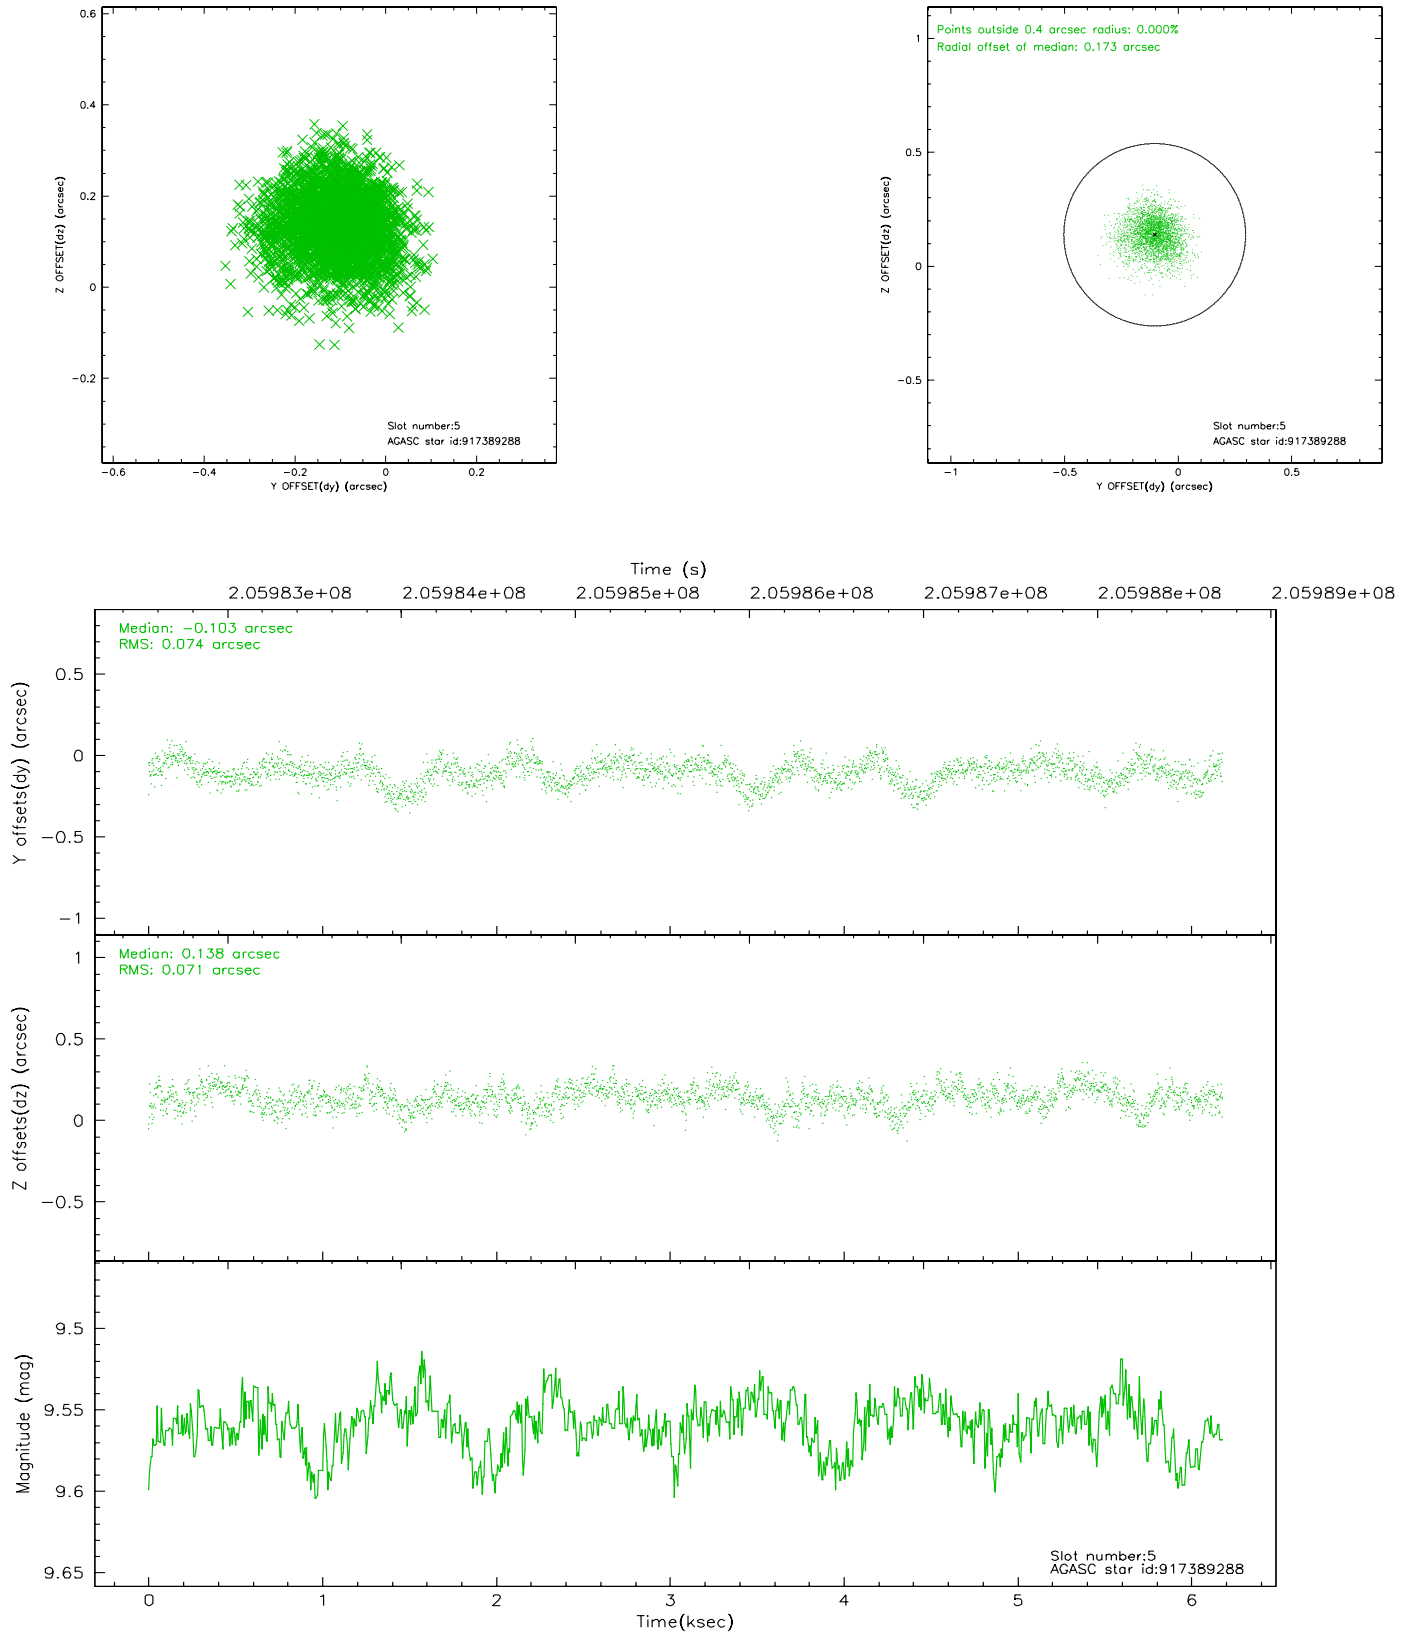 0.6
0.4
0.2
0
−0.2
−0.6
−0.4
−0.2
0
0.2
Z OFFSET(dz) (arcsec)
Y OFFSET(dy) (arcsec)
Slot number:5
AGASC star id:917389288
Points outside 0.4 arcsec radius: 0.000%
Radial offset of median: 0.173 arcsec
1
0.5
0
−0.5
−1
−0.5
0
0.5
Z OFFSET(dz) (arcsec)
Y OFFSET(dy) (arcsec)
Slot number:5
AGASC star id:917389288
Time (s)
2.05983e+08 2.05984e+08 2.05985e+08 2.05986e+08 2.05987e+08 2.05988e+08 2.05989e+08
Median: −0.103 arcsec
RMS: 0.074 arcsec
0.5
0
−0.5
−1
Y offsets(dy) (arcsec)
Median: 0.138 arcsec
RMS: 0.071 arcsec
1
0.5
0
−0.5
Z offsets(dz) (arcsec)
9.5
9.55
9.6
9.65
Magnitude (mag)
Slot number:5
AGASC star id:917389288
0 1 2 3 4 5 6
Time(ksec)